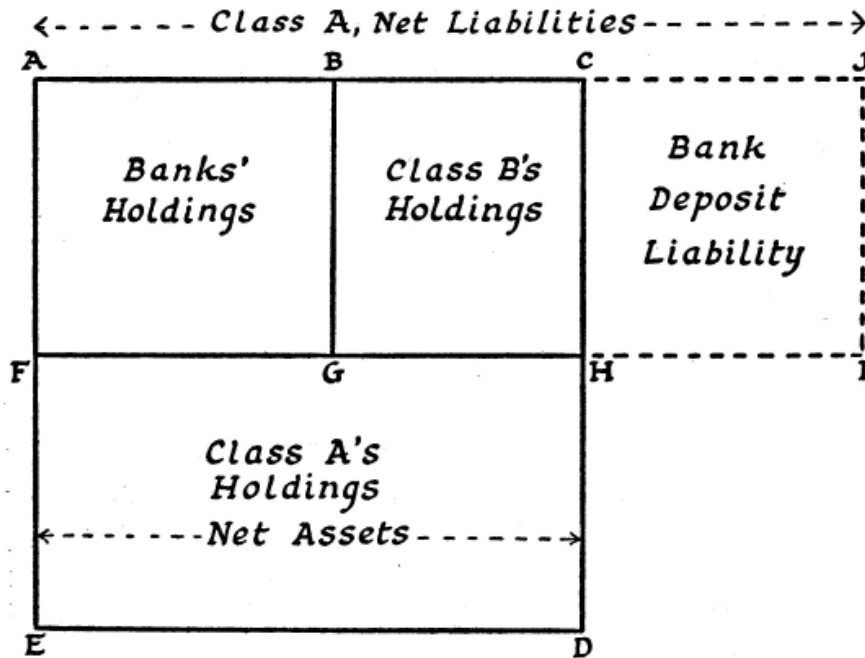 Class A, Net Liabilities
A B C J
Banks' Holdings
Class B's Holdings
Bank Deposit Liability
F G H I
Class A's
Holdings
Net Assets
E D